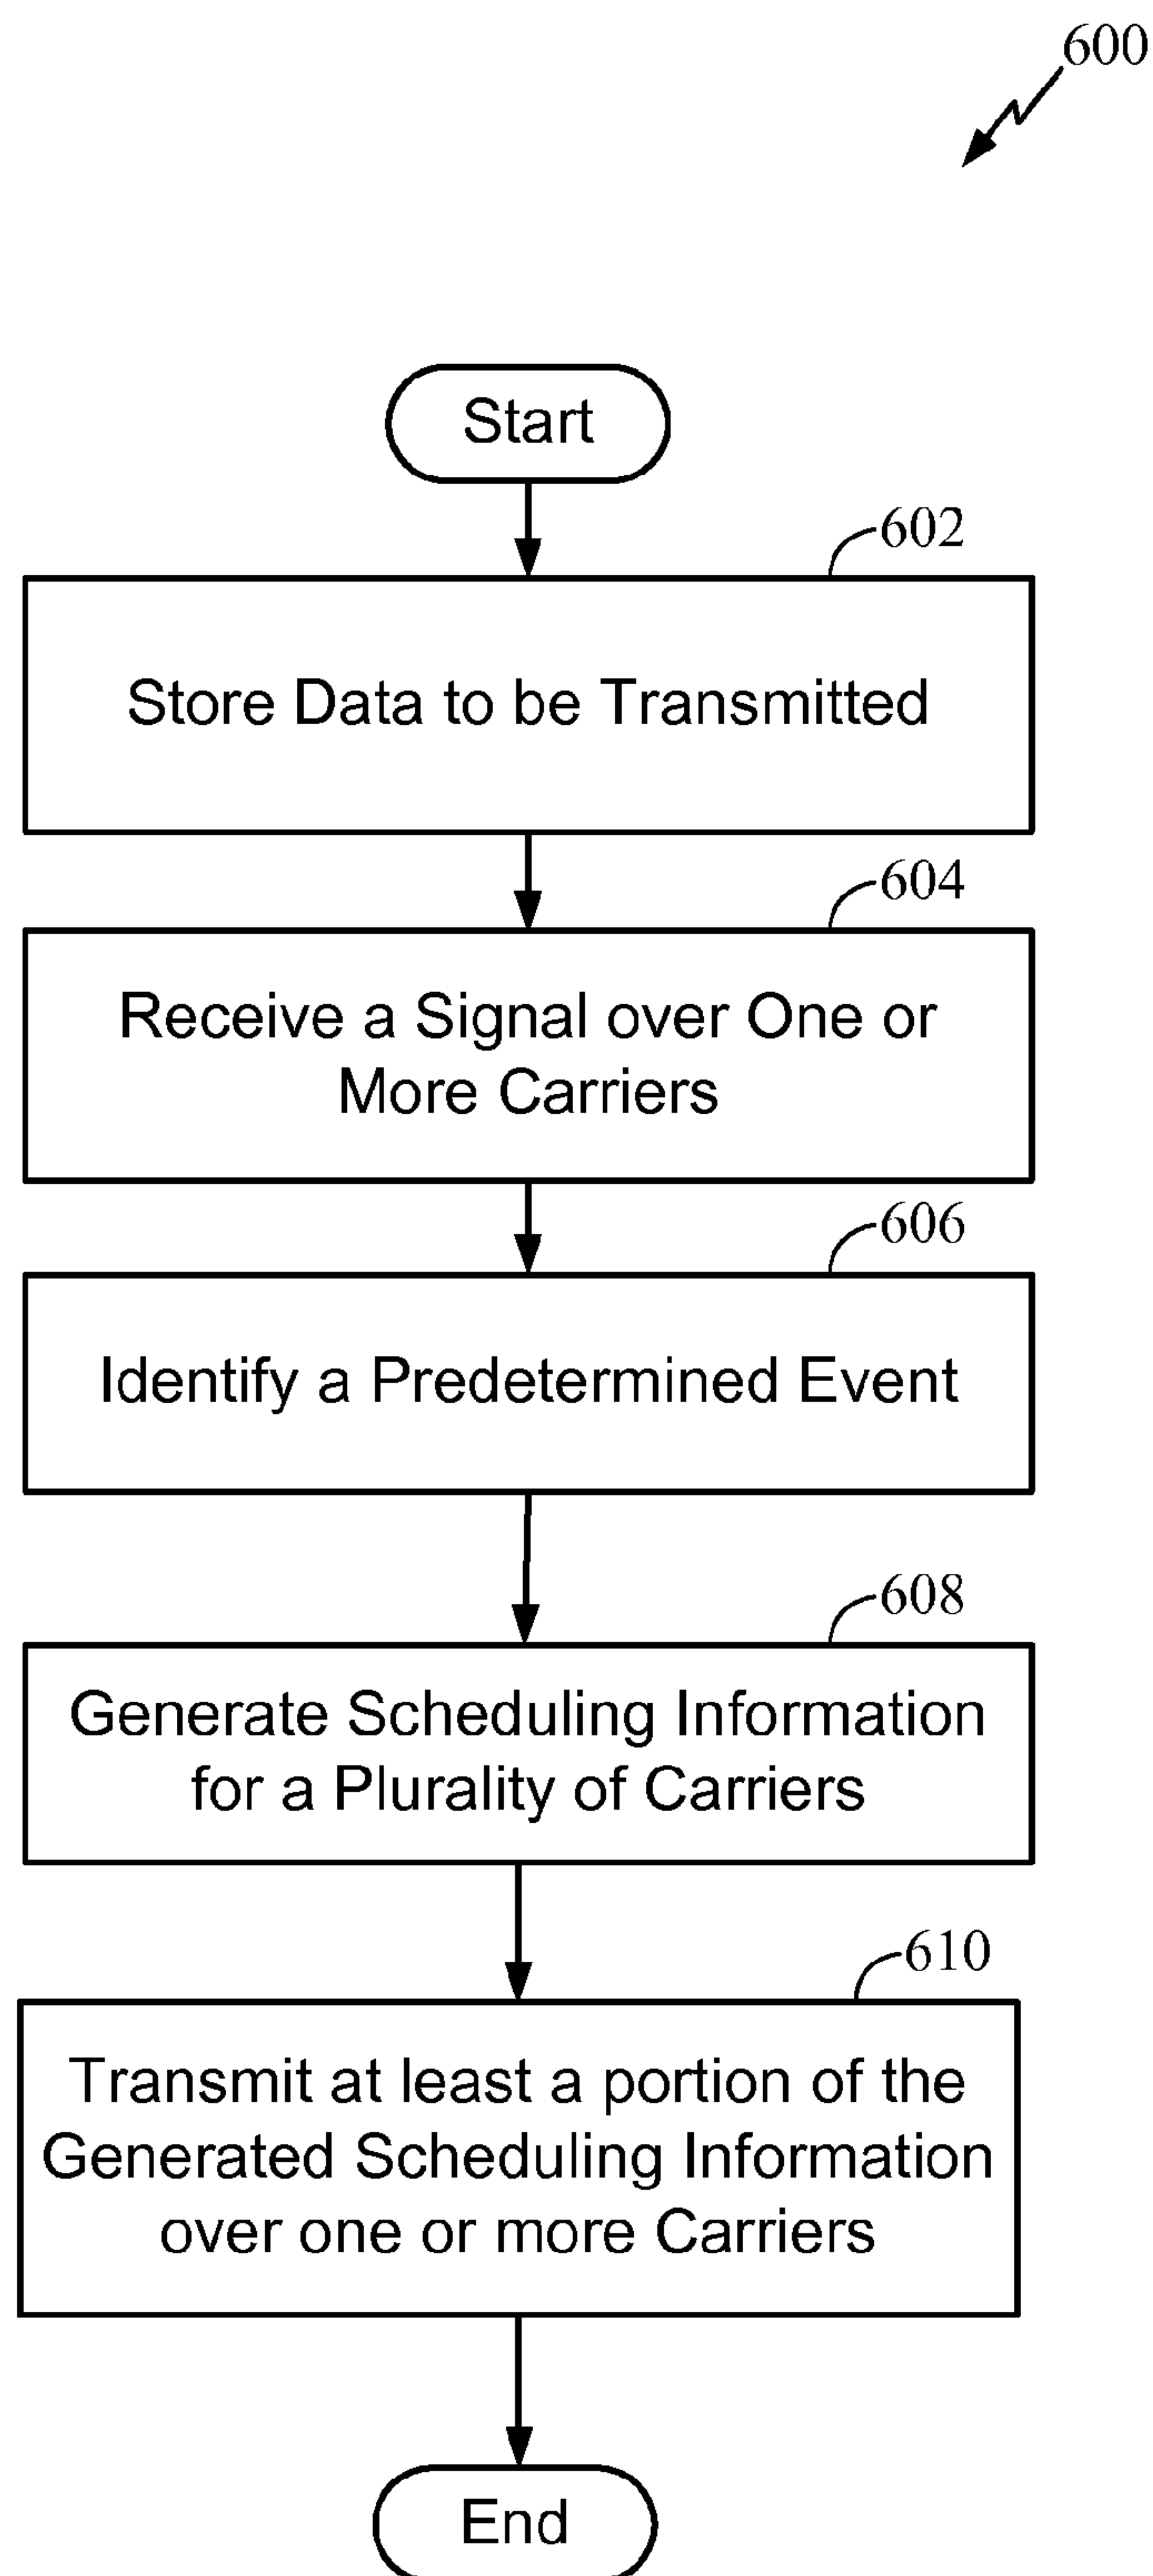 600
Start
602
Store Data to be Transmitted
604
Receive a Signal over One or
More Carriers
606
Identify a Predetermined Event
608
Generate Scheduling Information
for a Plurality of Carriers
610
Transmit at least a portion of the
Generated Scheduling Information
over one or more Carriers
End